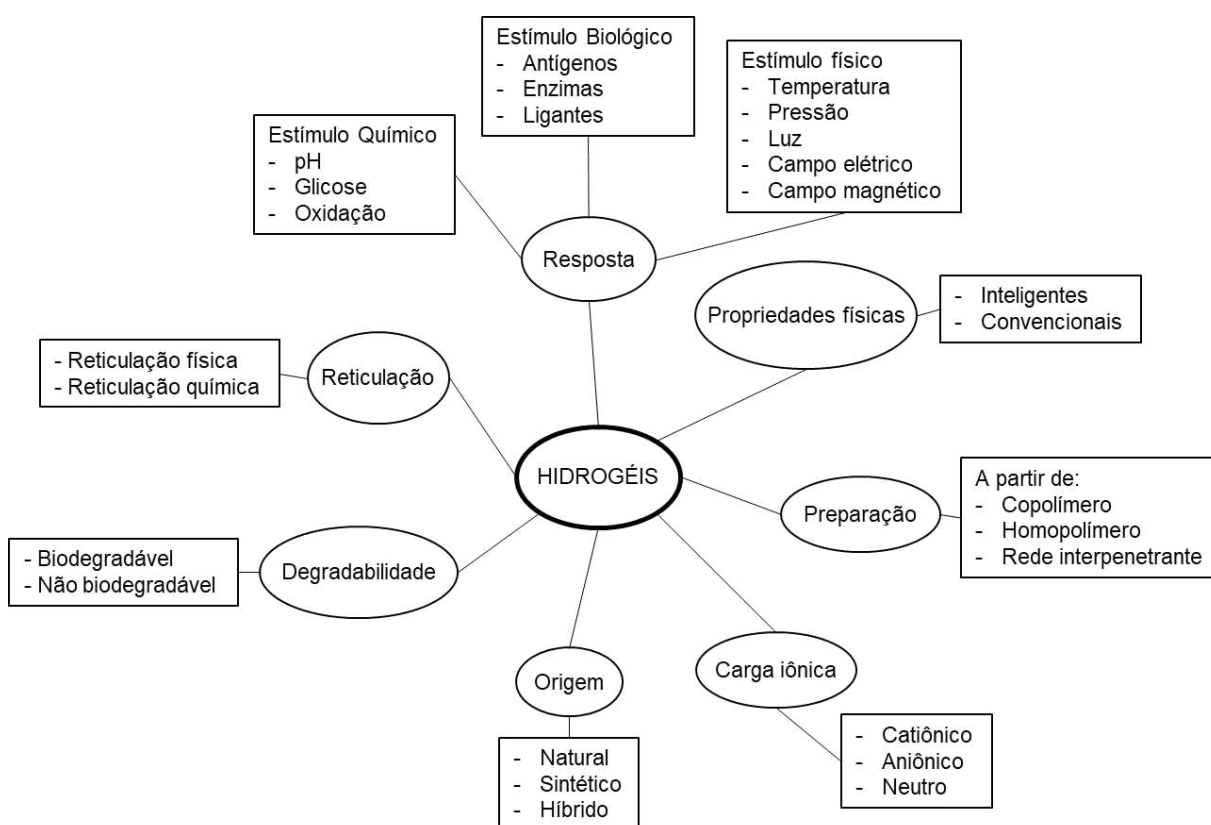 Estímulo Biológico
- Antígenos
- Enzimas
- Ligantes
Estímulo físico
- Temperatura
- Pressão
- Luz
- Campo elétrico
- Campo magnético
Estímulo Químico
- pH
- Glicose
- Oxidação
Resposta
Propriedades físicas
- Inteligentes
- Convencionais
- Reticulação física
- Reticulação química
Reticulação
HIDROGÉIS
Preparação
A partir de:
- Copolímero
- Homopolímero
- Rede interpenetrante
- Biodegradável
- Não biodegradável
Degradabilidade
Origem
- Natural
- Sintético
- Híbrido
Carga iônica
- Catiônico
- Aniônico
- Neutro